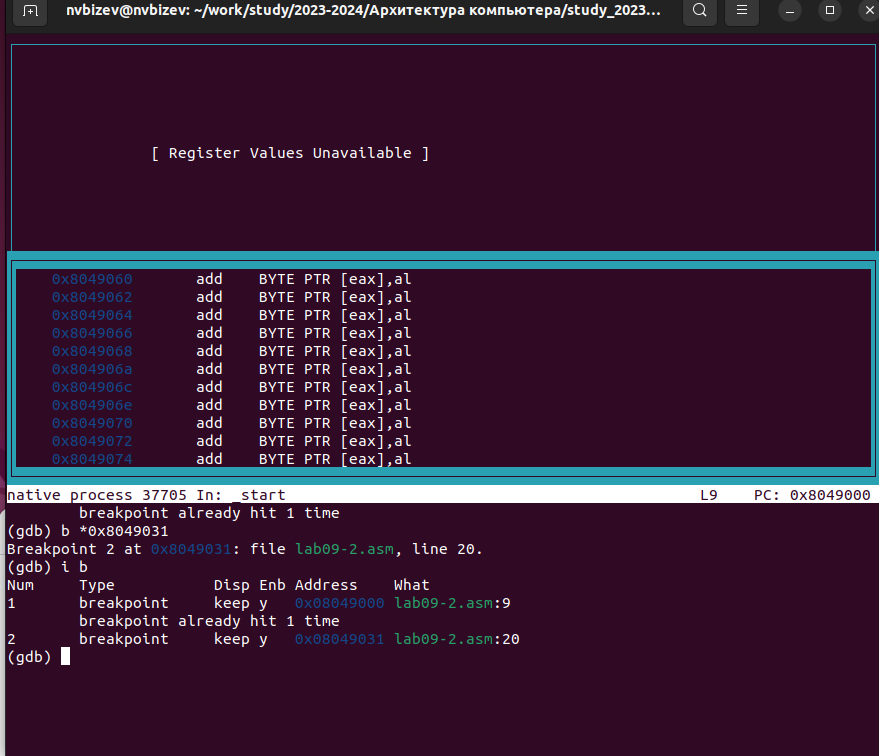 nvbizev@nvbizev: ~/work/study/2023-2024/Архитектура компьютера/study_2023...
[ Register Values Unavailable ]
0x8049060 add BYTE PTR [eax],al
0x8049062 add BYTE PTR [eax],al
0x8049064 add BYTE PTR [eax],al
0x8049066 add BYTE PTR [eax],al
0x8049068 add BYTE PTR [eax],al
0x804906a add BYTE PTR [eax],al
0x804906c add BYTE PTR [eax],al
0x804906e add BYTE PTR [eax],al
0x8049070 add BYTE PTR [eax],al
0x8049072 add BYTE PTR [eax],al
0x8049074 add BYTE PTR [eax],al
native process 37705 In: _start L9 PC: 0x8049000
breakpoint already hit 1 time
(gdb) b *0x8049031
Breakpoint 2 at 0x8049031: file lab09-2.asm, line 20.
(gdb) i b
Num Type Disp Enb Address What
1 breakpoint keep y 0x08049000 lab09-2.asm:9
breakpoint already hit 1 time
2 breakpoint keep y 0x08049031 lab09-2.asm:20
(gdb)